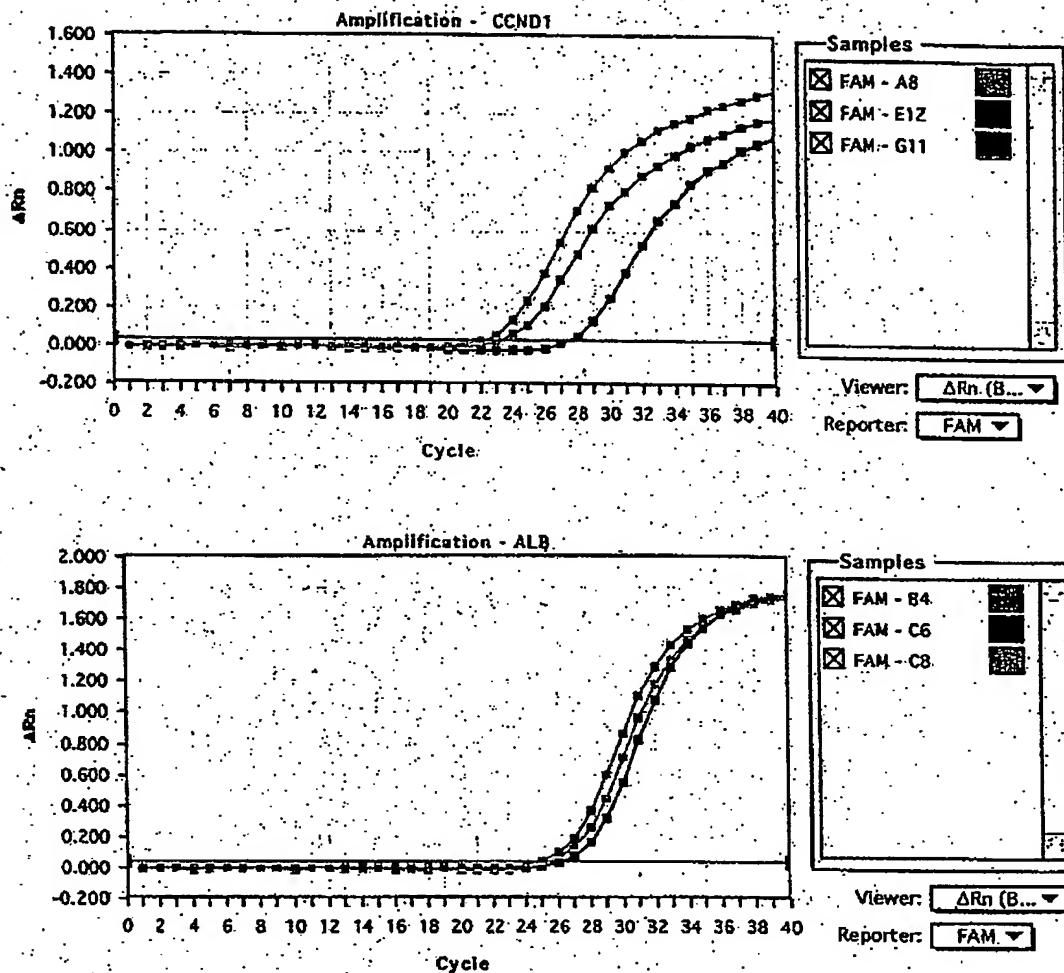 Amplification - CCND1
1.600
1.400
1.200
1.000
0.800
0.600
0.400
0.200
0.000
-0.200
ΔRn
0 2 4 6 8 10 12 14 16 18 20 22 24 26 28 30 32 34 36 38 40
Cycle
Samples
FAM - A8
FAM - E12
FAM - G11
Viewer: ΔRn (B... ▼
Reporter: FAM ▼
Amplification - ALB
2.000
1.800
1.600
1.400
1.200
1.000
0.800
0.600
0.400
0.200
0.000
-0.200
ΔRn
0 2 4 6 8 10 12 14 16 18 20 22 24 26 28 30 32 34 36 38 40
Cycle
Samples
FAM - B4
FAM - C6
FAM - C8
Viewer: ΔRn (B... ▼
Reporter: FAM ▼